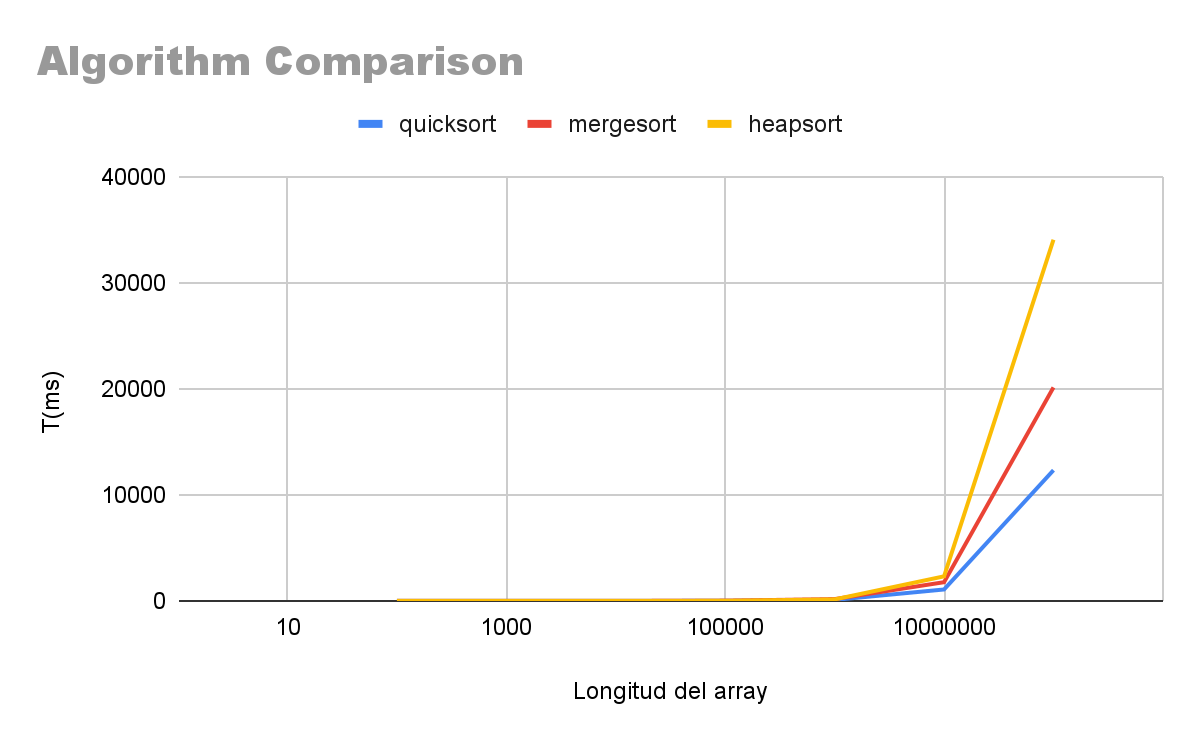 Algorithm Comparison
quicksort mergesort heapsort
40000
30000
20000
10000
0
T(ms)
10 1000 100000 10000000
Longitud del array